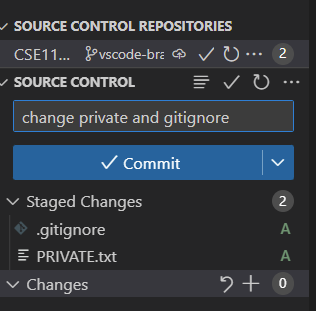 SOURCE CONTROL REPOSITORIES
CSE11... vscode-bra 2
SOURCE CONTROL
change private and gitignore
Commit
Staged Changes 2
.gitignore A
PRIVATE.txt A
Changes 0